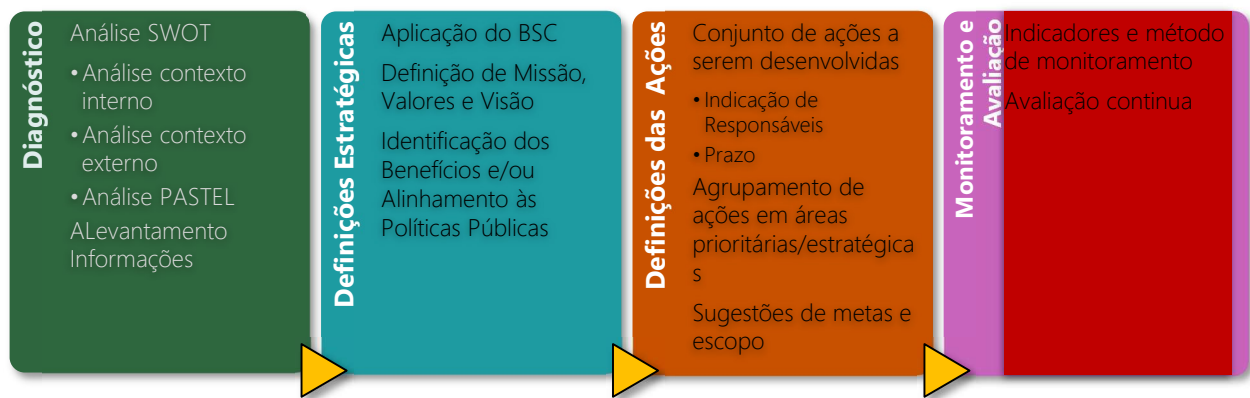 Diagnóstico
Análise SWOT
• Análise contexto
interno
• Análise contexto
externo
• Análise PASTEL
ALevantamento
Informações
Definições Estratégicas
Aplicação do BSC
Definição de Missão,
Valores e Visão
Identificação dos
Benefícios e/ou
Alinhamento às
Políticas Públicas
Definições das Ações
Conjunto de ações a
serem desenvolvidas
• Indicação de
Responsáveis
• Prazo
Agrupamento de
ações em áreas
prioritárias/estratégica
s
Sugestões de metas e
escopo
Monitoramento e
Avaliação
Indicadores e método
de monitoramento
Avaliação continua